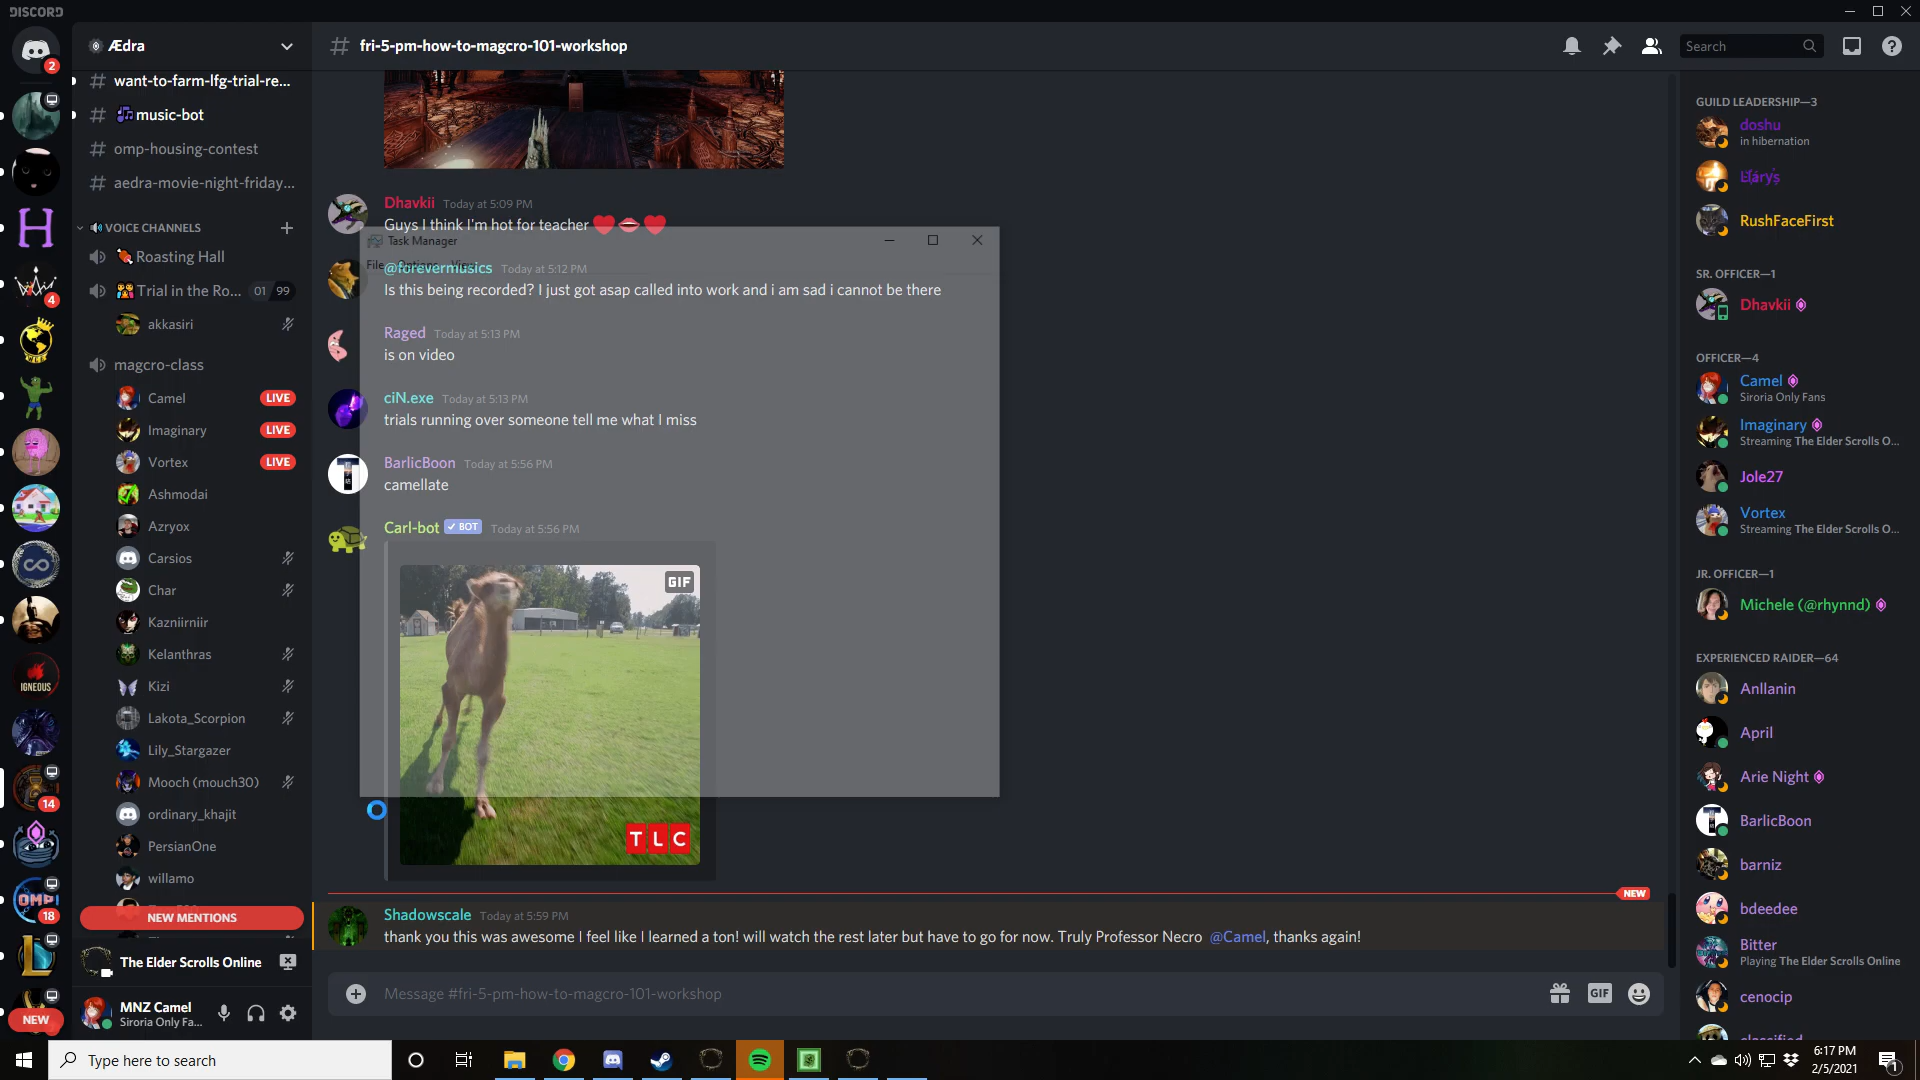 DISCORD
Ædra
# fri-5-pm-how-to-magcro-101-workshop
Search
2
want-to-farm-lfg-trial-re...
music-bot
omp-housing-contest
aedra-movie-night-friday...
VOICE CHANNELS
Roasting Hall
Trial in the Ro... 01 99
akkasiri
magcro-class
Camel LIVE
Imaginary LIVE
Vortex LIVE
Ashmodai
Azryox
Carsios
Char
Kazniirniir
Kelanthras
Kizi
Lakota_Scorpion
Lily_Stargazer
Mooch (mouch30)
ordinary_khajit
PersianOne
willamo
NEW MENTIONS
The Elder Scrolls Online
MNZ Camel
Siroria Only Fa...
H
4
IGNEOUS
14
OMP!
18
L
NEW
Dhavkii Today at 5:09 PM
Guys I think I'm hot for teacher
Task Manager
File Options View
@forevermusics Today at 5:12 PM
Is this being recorded? I just got asap called into work and i am sad i cannot be there
Raged Today at 5:13 PM
is on video
ciN.exe Today at 5:13 PM
trials running over someone tell me what I miss
BarlicBoon Today at 5:56 PM
camellate
Carl-bot BOT Today at 5:56 PM
GIF
TLC
NEW
Shadowscale Today at 5:59 PM
thank you this was awesome I feel like I learned a ton! will watch the rest later but have to go for now. Truly Professor Necro @Camel, thanks again!
Message #fri-5-pm-how-to-magcro-101-workshop
GIF
GUILD LEADERSHIP—3
doshu
in hibernation
RushFaceFirst
SR. OFFICER—1
Dhavkii
OFFICER—4
Camel
Siroria Only Fans
Imaginary
Streaming The Elder Scrolls O...
Jole27
Vortex
Streaming The Elder Scrolls O...
JR. OFFICER—1
Michele (@rhynnd)
EXPERIENCED RAIDER—64
Anllanin
April
Arie Night
BarlicBoon
barniz
bdeedee
Bitter
Playing The Elder Scrolls Online
cenocip
Type here to search
6:17 PM
2/5/2021
1